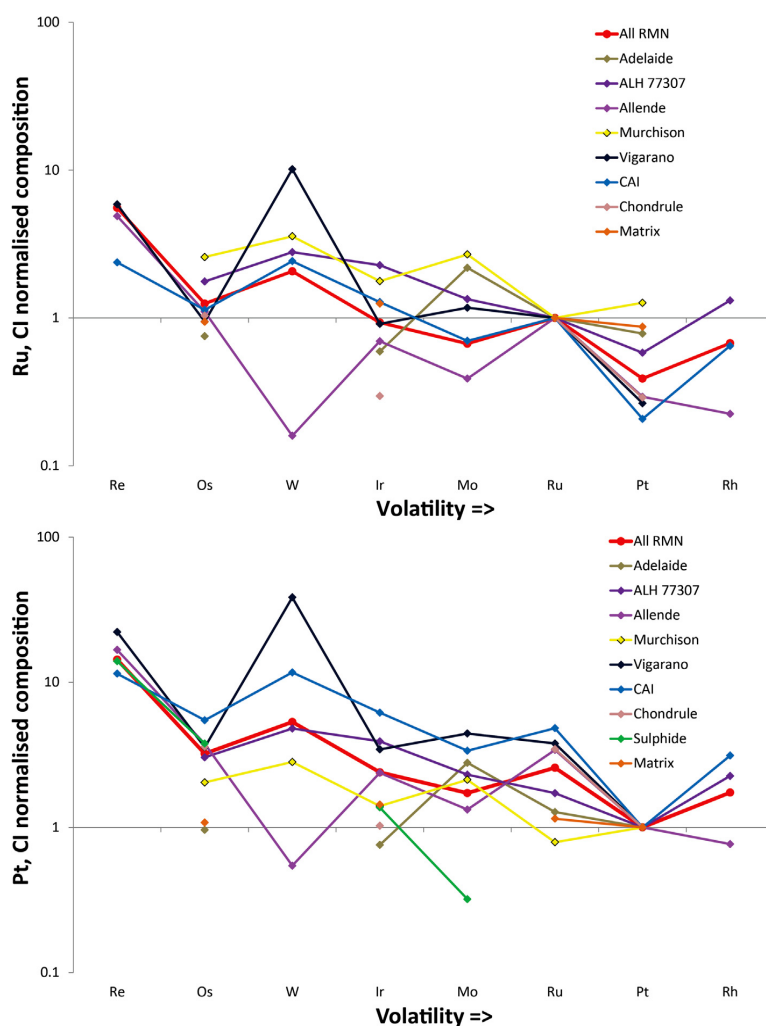 Ru, CI normalised composition
100
10
1
0.1
All RMN
Adelaide
ALH 77307
Allende
Murchison
Vigarano
CAI
Chondrule
Matrix
Re Os W Ir Mo Ru Pt Rh
Volatility =>
Pt, CI normalised composition
100
10
1
0.1
All RMN
Adelaide
ALH 77307
Allende
Murchison
Vigarano
CAI
Chondrule
Sulphide
Matrix
Re Os W Ir Mo Ru Pt Rh
Volatility =>